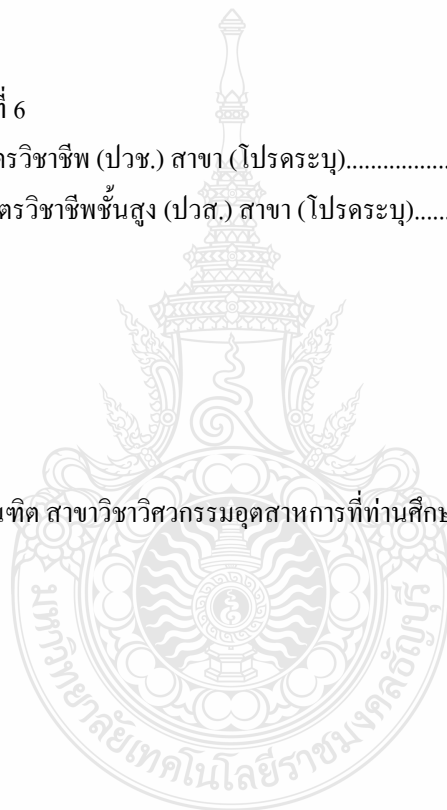 ที่ 6
ตรวิชาชีพ (ปวช.) สาขา (โปรดระบุ)................
ตรวิชาชีพชั้นสูง (ปวส.) สาขา (โปรดระบุ)......
ณฑิต สาขาวิชาวิศวกรรมอุตสาหการที่ท่านศึกษ
มหาวิทยาลัยเทคโนโลยีราชมงคลธัญบุรี